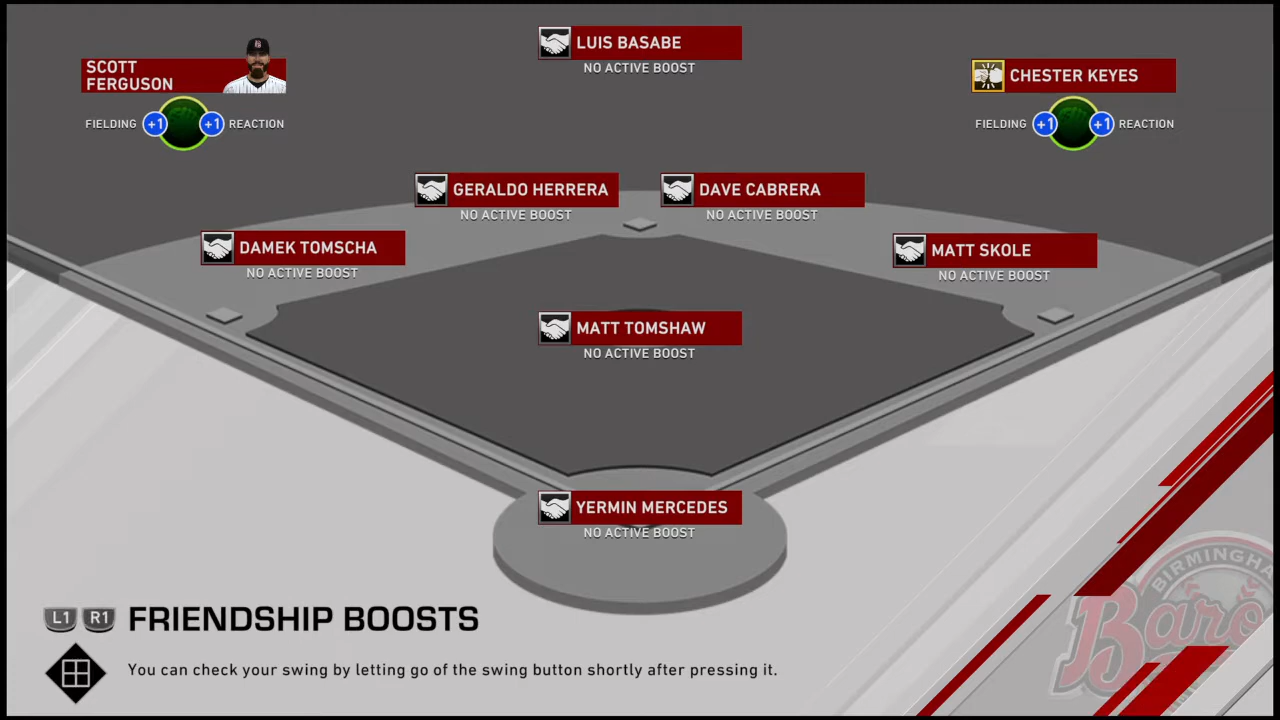 LUIS BASABE
NO ACTIVE BOOST
SCOTT
FERGUSON
FIELDING +1 +1 REACTION
CHESTER KEYES
FIELDING +1 +1 REACTION
GERALDO HERRERA
NO ACTIVE BOOST
DAVE CABRERA
NO ACTIVE BOOST
DAMEK TOMSCHA
NO ACTIVE BOOST
MATT SKOLE
NO ACTIVE BOOST
MATT TOMSHAW
NO ACTIVE BOOST
YERMIN MERCEDES
NO ACTIVE BOOST
L1 R1 FRIENDSHIP BOOSTS
You can check your swing by letting go of the swing button shortly after pressing it.
BIRMINGHA
Baro